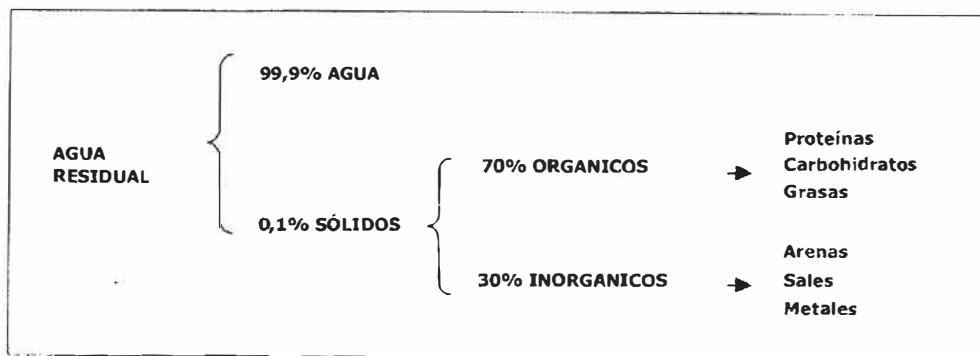 99,9% AGUA
AGUA
RESIDUAL
0,1% SÓLIDOS
70% ORGANICOS
Proteínas
Carbohidratos
Grasas
30% INORGANICOS
Arenas
Sales
Metales